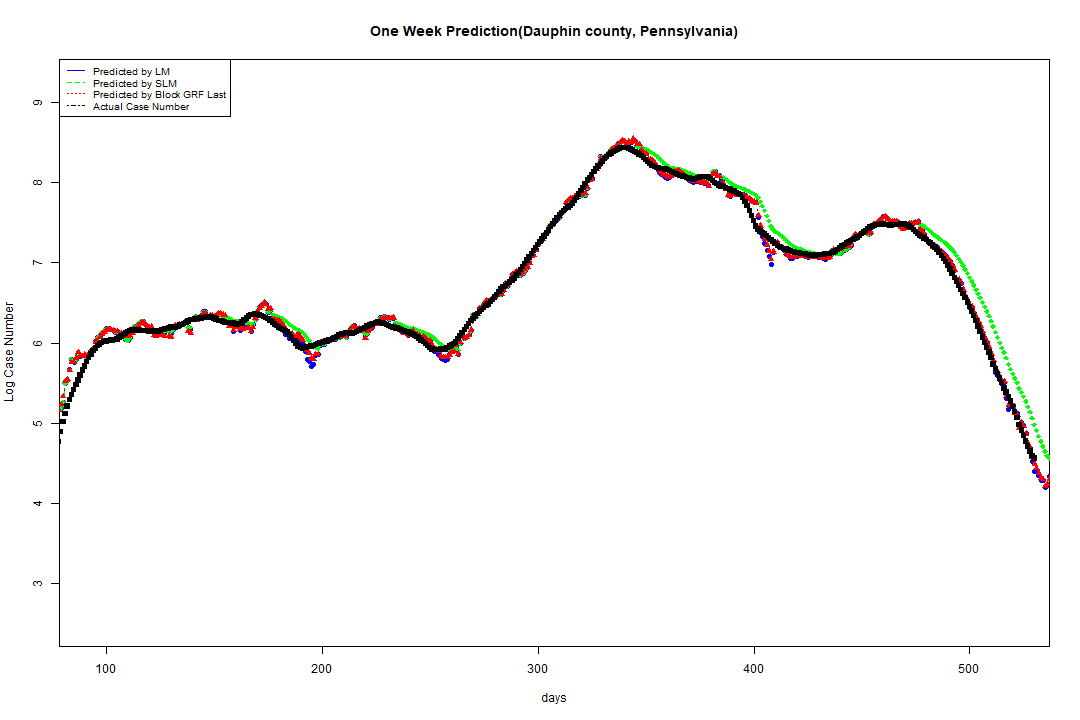 One Week Prediction(Dauphin county, Pennsylvania)
Predicted by LM
Predicted by SLM
Predicted by Block GRF Last
Actual Case Number
9
8
7
6
5
4
3
Log Case Number
100 200 300 400 500
days